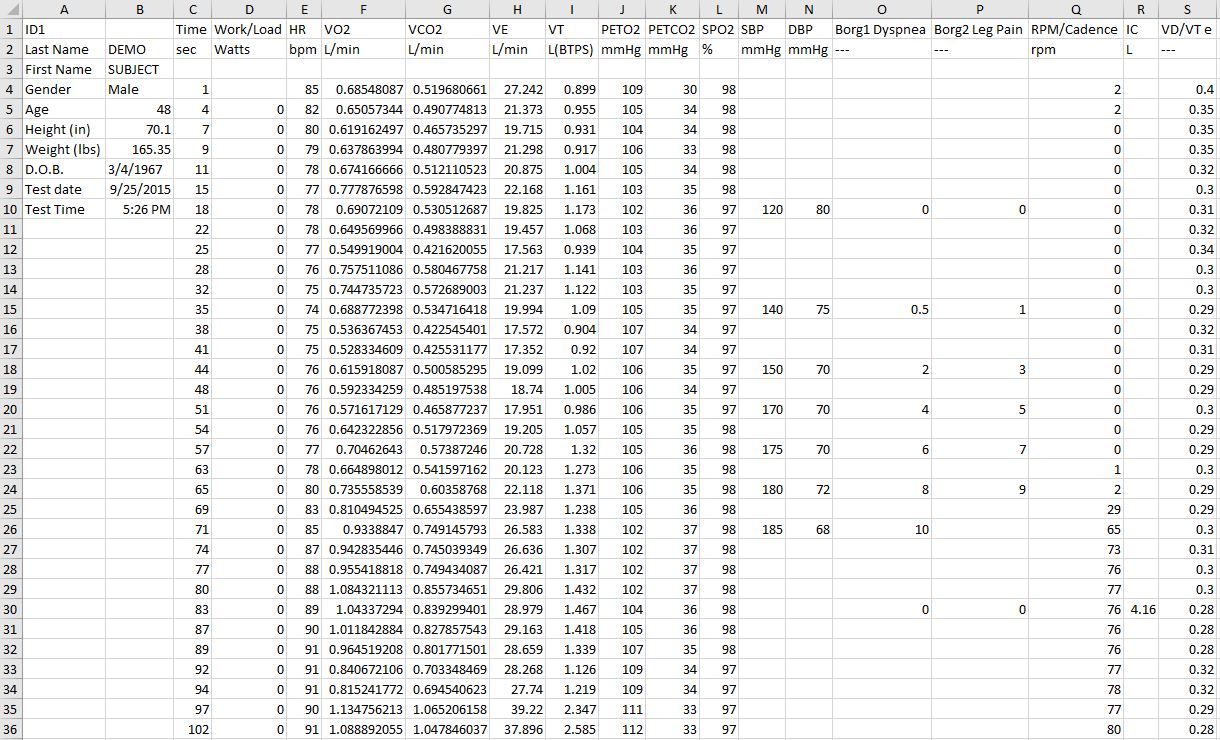 A B C D E F G H I J K L M N O P Q R S
1 ID1 Time Work/Load HR VO2 VCO2 VE VT PETO2 PETCO2 SPO2 SBP DBP Borg1 Dyspnea Borg2 Leg Pain RPM/Cadence IC VD/VT e
2 Last Name DEMO sec Watts bpm L/min L/min L/min L(BTPS) mmHg mmHg % mmHg mmHg --- --- rpm L ---
3 First Name SUBJECT
4 Gender Male 1 85 0.68548087 0.519680661 27.242 0.899 109 30 98 2 0.4
5 Age 48 4 0 82 0.65057344 0.490774813 21.373 0.955 105 34 98 2 0.35
6 Height (in) 70.1 7 0 80 0.619162497 0.465735297 19.715 0.931 104 34 98 0 0.35
7 Weight (lbs) 165.35 9 0 79 0.637863994 0.480779397 21.298 0.917 106 33 98 0 0.35
8 D.O.B. 3/4/1967 11 0 78 0.674166666 0.512110523 20.875 1.004 105 34 98 0 0.32
9 Test date 9/25/2015 15 0 77 0.777876598 0.592847423 22.168 1.161 103 35 98 0 0.3
10 Test Time 5:26 PM 18 0 78 0.69072109 0.530512687 19.825 1.173 102 36 97 120 80 0 0 0 0.31
11 22 0 78 0.649569966 0.498388831 19.457 1.068 103 36 97 0 0.32
12 25 0 77 0.549919004 0.421620055 17.563 0.939 104 35 97 0 0.34
13 28 0 76 0.757511086 0.580467758 21.217 1.141 103 36 97 0 0.3
14 32 0 75 0.744735723 0.572689003 21.237 1.122 103 35 97 0 0.3
15 35 0 74 0.688772398 0.534716418 19.994 1.09 105 35 97 140 75 0.5 1 0 0.29
16 38 0 75 0.536367453 0.422545401 17.572 0.904 107 34 97 0 0.32
17 41 0 75 0.528334609 0.425531177 17.352 0.92 107 34 97 0 0.31
18 44 0 76 0.615918087 0.500585295 19.099 1.02 106 35 97 150 70 2 3 0 0.29
19 48 0 76 0.592334259 0.485197538 18.74 1.005 106 34 97 0 0.29
20 51 0 76 0.571617129 0.465877237 17.951 0.986 106 35 97 170 70 4 5 0 0.3
21 54 0 76 0.642322856 0.517972369 19.205 1.057 105 35 97 0 0.29
22 57 0 77 0.70462643 0.57387246 20.728 1.32 105 36 98 175 70 6 7 0 0.29
23 63 0 78 0.664898012 0.541597162 20.123 1.273 106 35 98 1 0.3
24 65 0 80 0.735558539 0.60358768 22.118 1.371 106 35 98 180 72 8 9 2 0.29
25 69 0 83 0.810494525 0.655438597 23.987 1.238 105 36 98 29 0.29
26 71 0 85 0.9338847 0.749145793 26.583 1.338 102 37 98 185 68 10 65 0.3
27 74 0 87 0.942835446 0.745039349 26.636 1.307 102 37 98 73 0.31
28 77 0 88 0.955418818 0.749434087 26.421 1.317 102 37 98 76 0.3
29 80 0 88 1.084321113 0.855734651 29.806 1.432 102 37 98 77 0.3
30 83 0 89 1.04337294 0.839299401 28.979 1.467 104 36 98 0 0 76 4.16 0.28
31 87 0 90 1.011842884 0.827857543 29.163 1.418 105 36 98 76 0.28
32 89 0 91 0.964519208 0.801771501 28.659 1.339 107 35 98 76 0.28
33 92 0 91 0.840672106 0.703348469 28.268 1.126 109 34 97 77 0.32
34 94 0 91 0.815241772 0.694540623 27.74 1.219 109 34 97 78 0.32
35 97 0 90 1.134756213 1.065206158 39.22 2.347 111 33 97 77 0.29
36 102 0 91 1.088892055 1.047846037 37.896 2.585 112 33 97 80 0.28